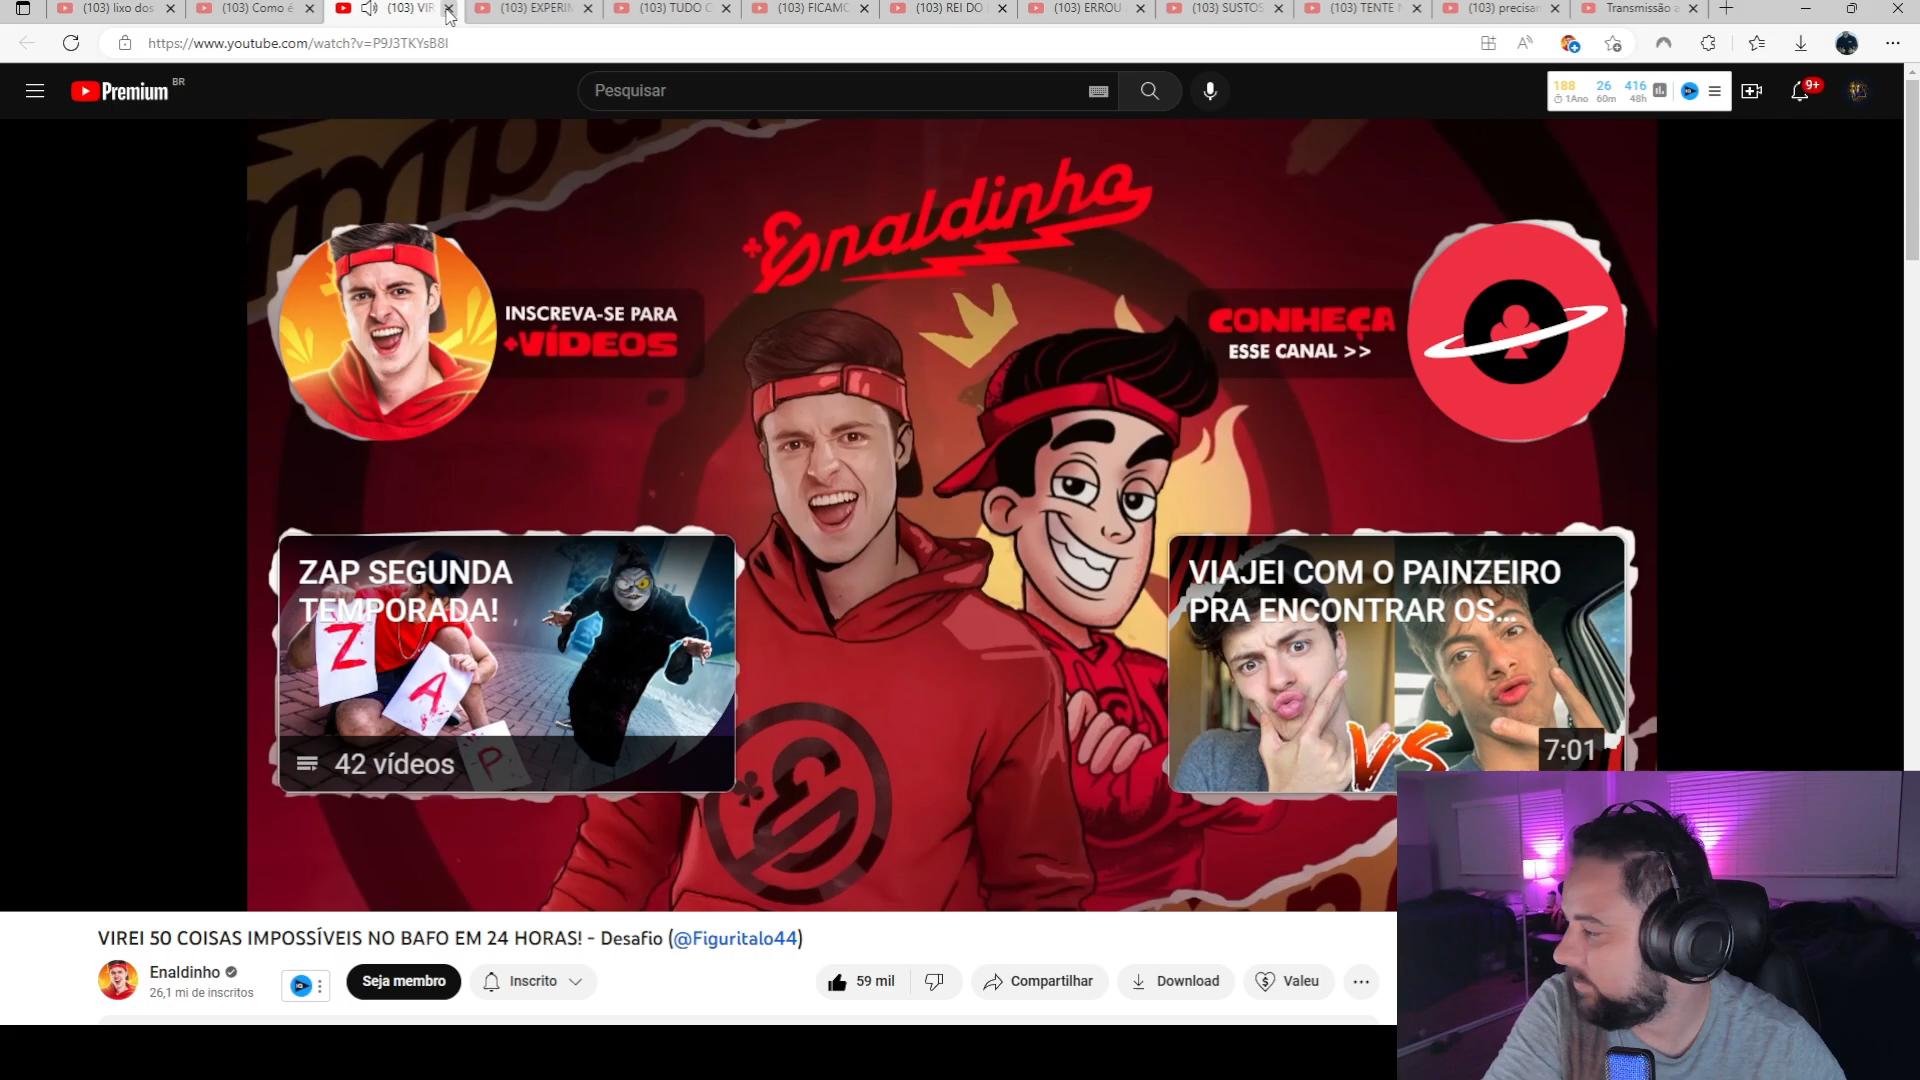 (103) lixo dos
(103) Como é
(103) VIR
(103) EXPERIM
(103) TUDO C
(103) FICAMO
(103) REI DO
(103) ERROU
(103) SUSTOS
(103) TENTE
(103) precisan
Transmissão a
https://www.youtube.com/watch?v=P9J3TKYsB8I
Premium BR
Pesquisar
188 26 416
1Ano 60m 48h
9+
+Enaldinho
INSCREVA-SE PARA
+VÍDEOS
CONHEÇA
ESSE CANAL >>
ZAP SEGUNDA
TEMPORADA!
Z
A
P
42 vídeos
VIAJEI COM O PAINZEIRO
PRA ENCONTRAR OS...
VS
7:01
VIREI 50 COISAS IMPOSSÍVEIS NO BAFO EM 24 HORAS! - Desafio (@Figuritalo44)
Enaldinho
26,1 mi de inscritos
Seja membro
Inscrito
59 mil
Compartilhar
Download
Valeu